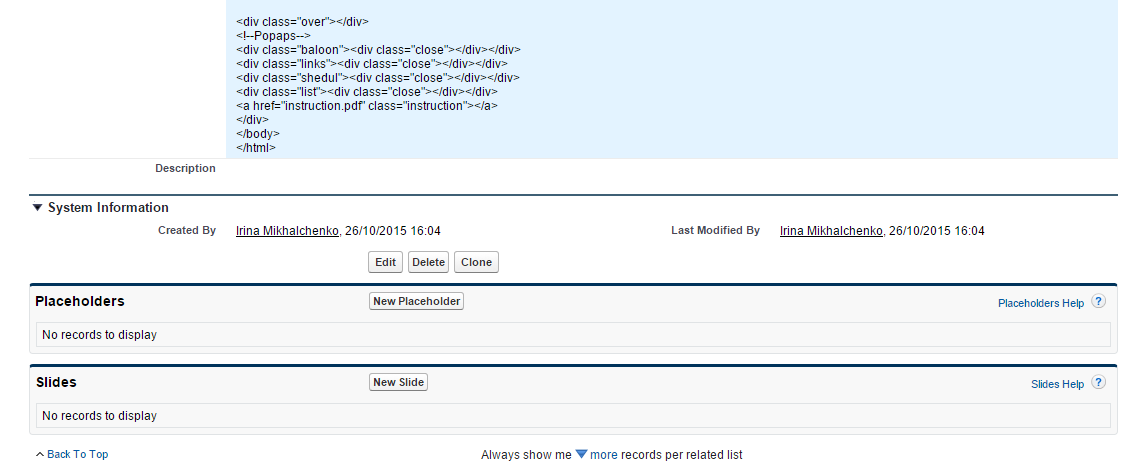 <div class="over"></div>
<!--Popaps-->
<div class="baloon"><div class="close"></div></div>
<div class="links"><div class="close"></div></div>
<div class="shedul"><div class="close"></div></div>
<div class="list"><div class="close"></div></div>
<a href="instruction.pdf" class="instruction"></a>
</div>
</body>
</html>
Description
System Information
Created By Irina Mikhalchenko, 26/10/2015 16:04 Last Modified By Irina Mikhalchenko, 26/10/2015 16:04
Edit Delete Clone
Placeholders New Placeholder Placeholders Help ?
No records to display
Slides New Slide Slides Help ?
No records to display
Back To Top Always show me more records per related list